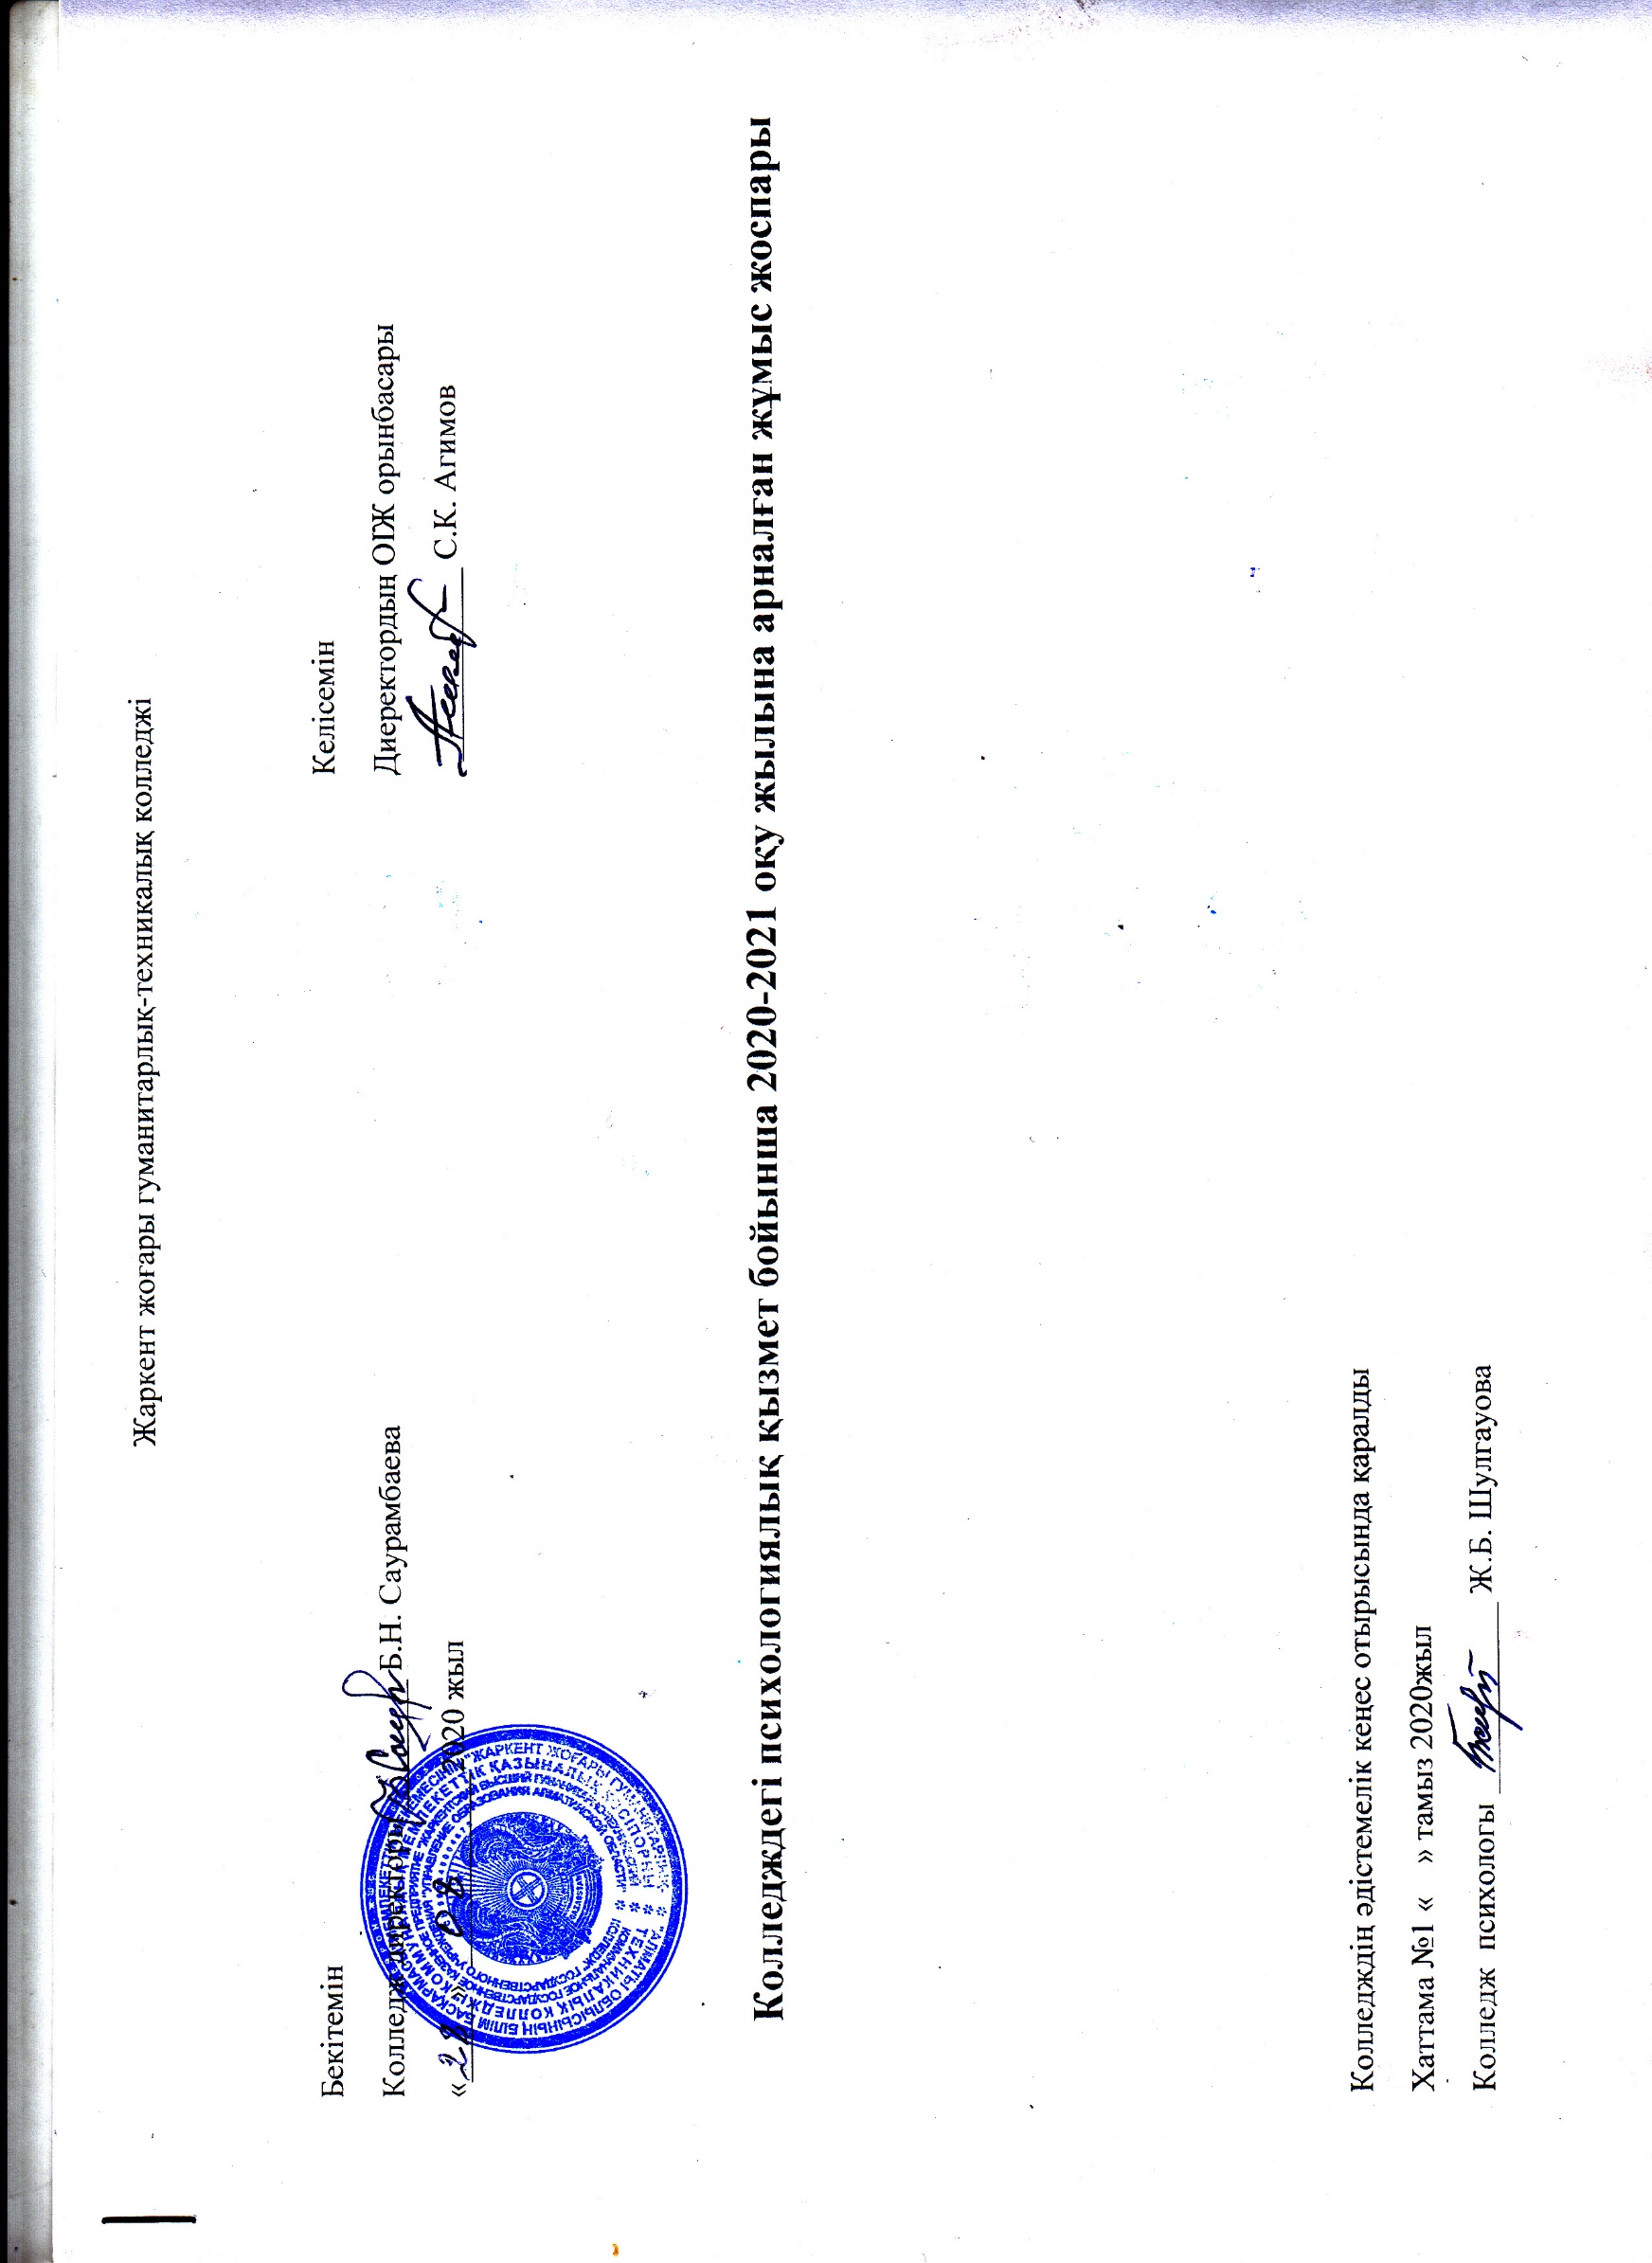 Жаркент жоғары гуманитарлық-техникалық колледжі
Бекітемін
Колледж директоры Б.Н. Саурамбаева
«28» 08 2020 жыл
Келісемін
Диеректордың ОІЖ орынбасары
С.К. Агимов
Колледждегі психологиялық қызмет бойынша 2020-2021 оқу жылына арналған жұмыс жоспары
Колледждің әдістемелік кеңес отырысында қаралды
Хаттама №1 « » тамыз 2020жыл
Колледж психологы Ж.Б. Шулгауова